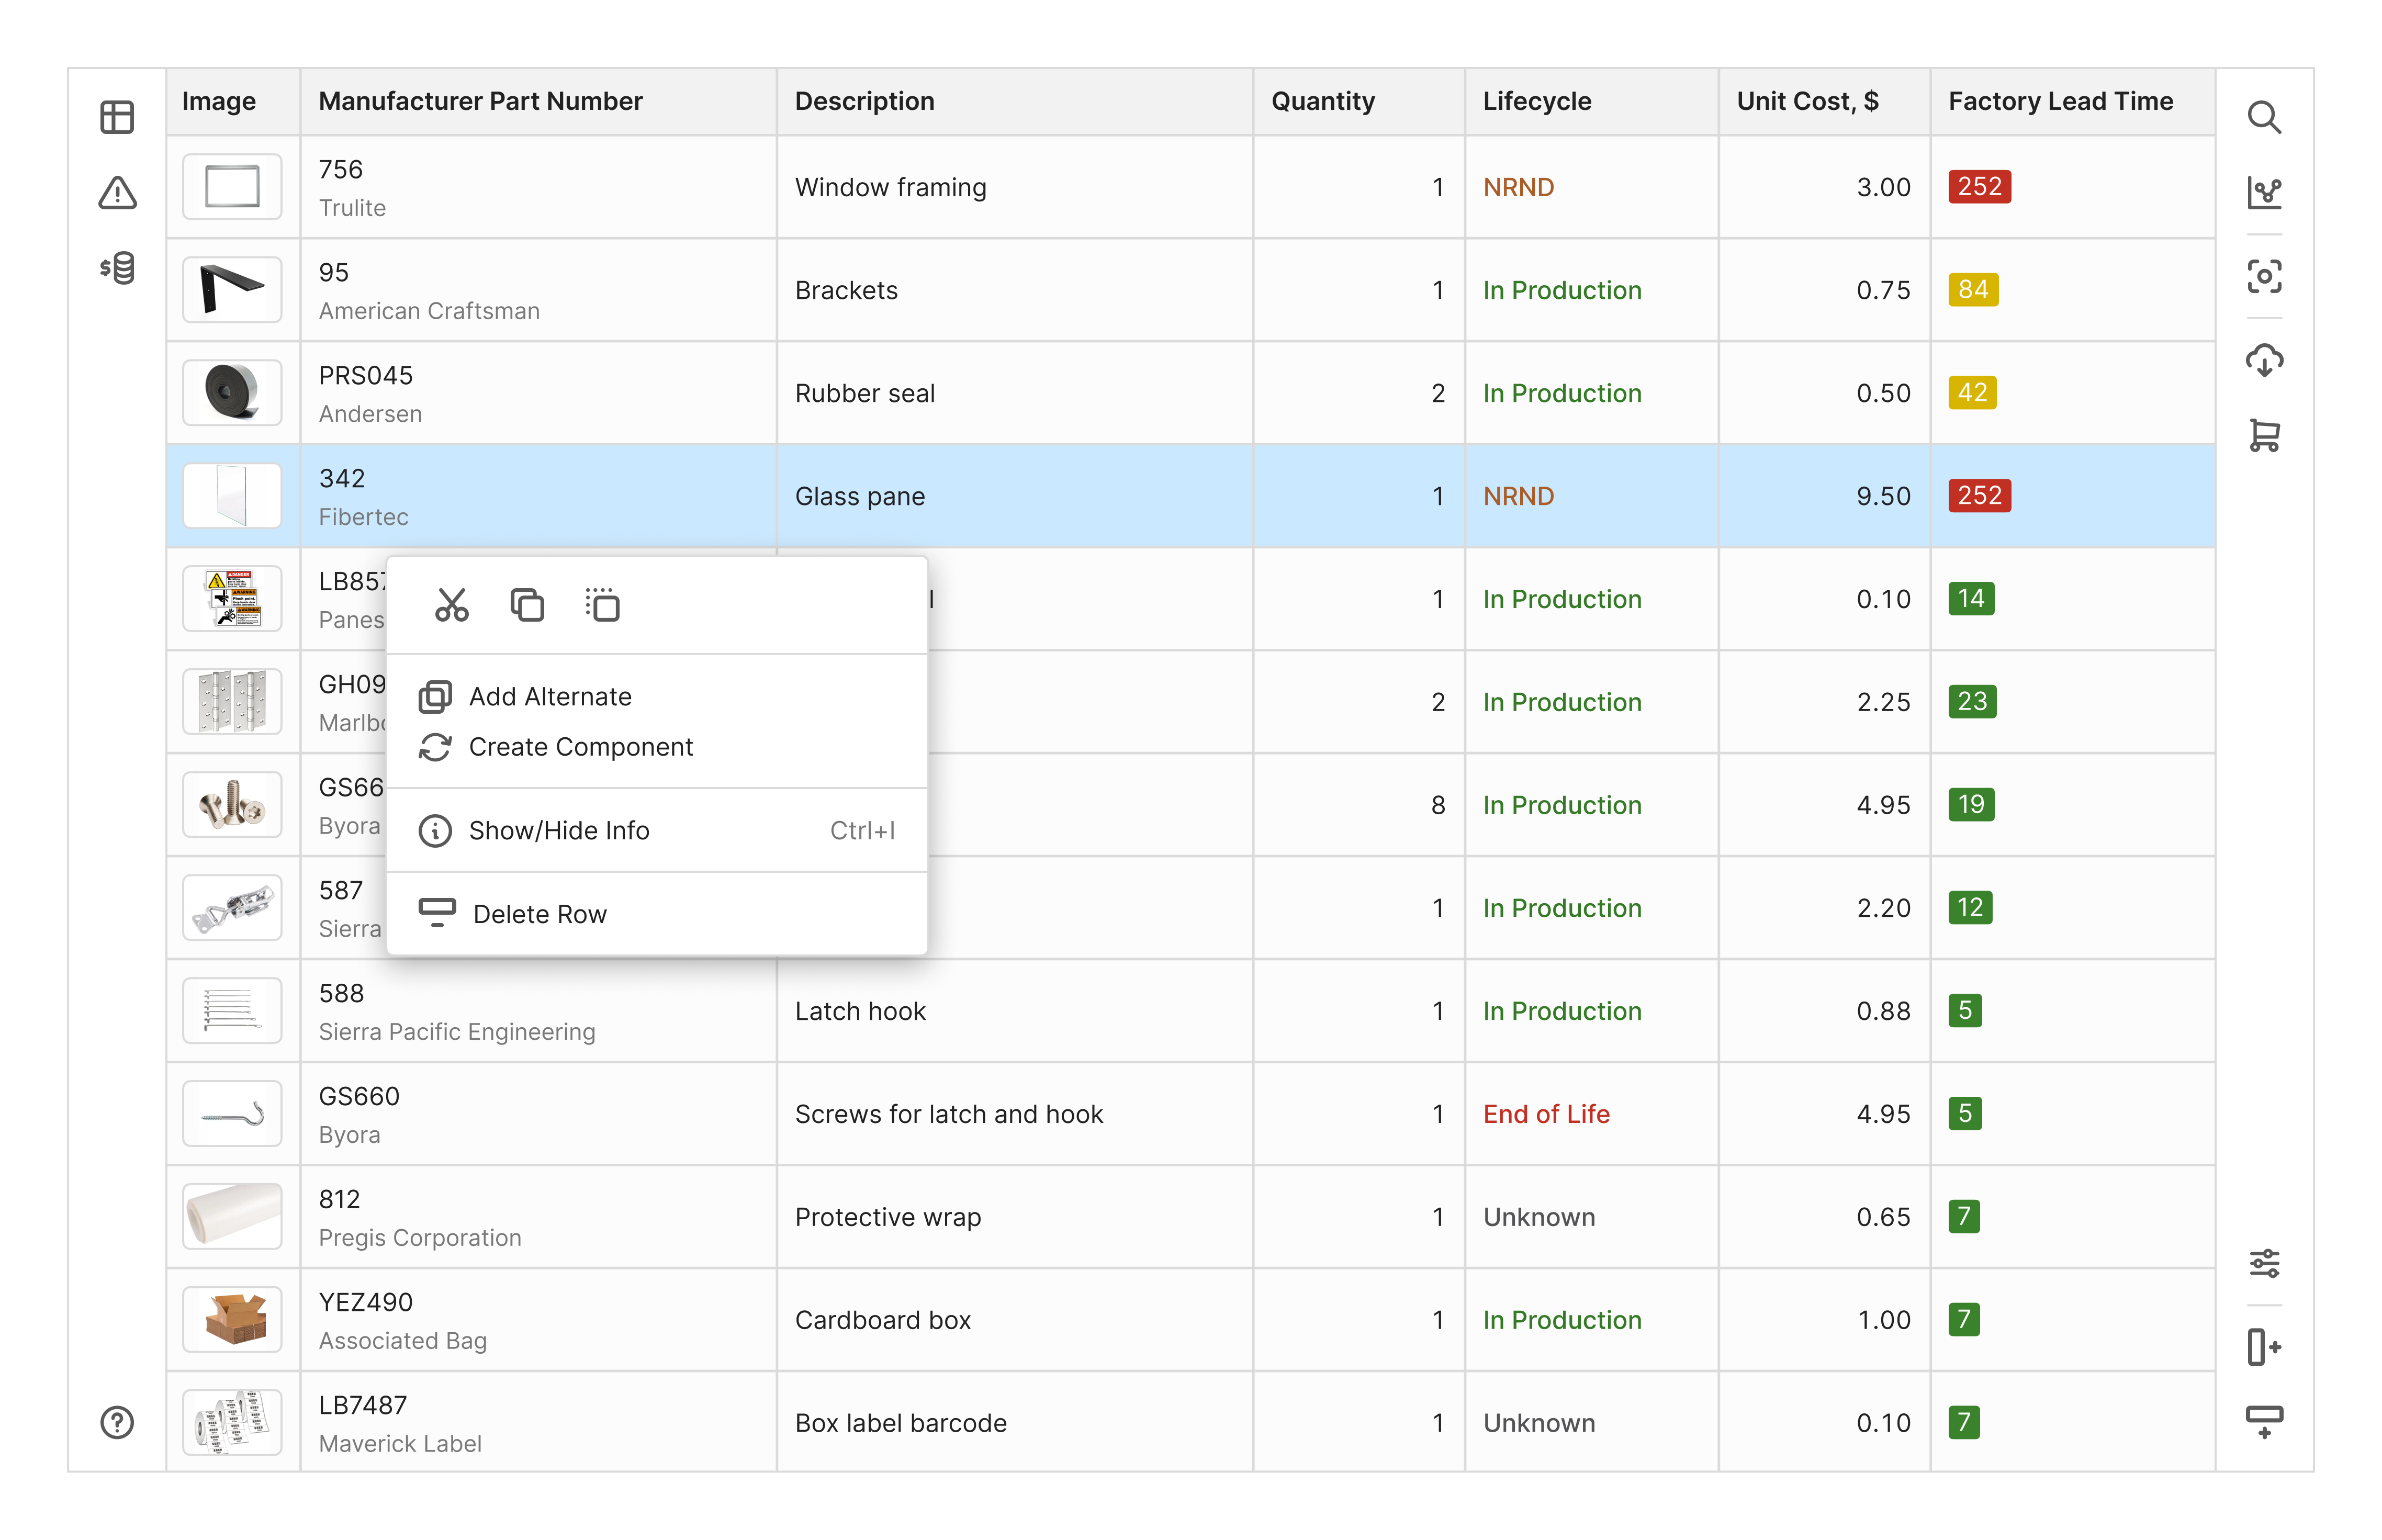 Image Manufacturer Part Number Description Quantity Lifecycle Unit Cost, $ Factory Lead Time
756
Trulite
Window framing 1 NRND 3.00 252
95
American Craftsman
Brackets 1 In Production 0.75 84
PRS045
Andersen
Rubber seal 2 In Production 0.50 42
342
Fibertec
Glass pane 1 NRND 9.50 252
1 In Production 0.10 14
2 In Production 2.25 23
GS66
Byora
8 In Production 4.95 19
587
Sierra
1 In Production 2.20 12
Add Alternate
Create Component
Show/Hide Info Ctrl+I
Delete Row
588
Sierra Pacific Engineering
Latch hook 1 In Production 0.88 5
GS660
Byora
Screws for latch and hook 1 End of Life 4.95 5
812
Pregis Corporation
Protective wrap 1 Unknown 0.65 7
YEZ490
Associated Bag
Cardboard box 1 In Production 1.00 7
LB7487
Maverick Label
Box label barcode 1 Unknown 0.10 7